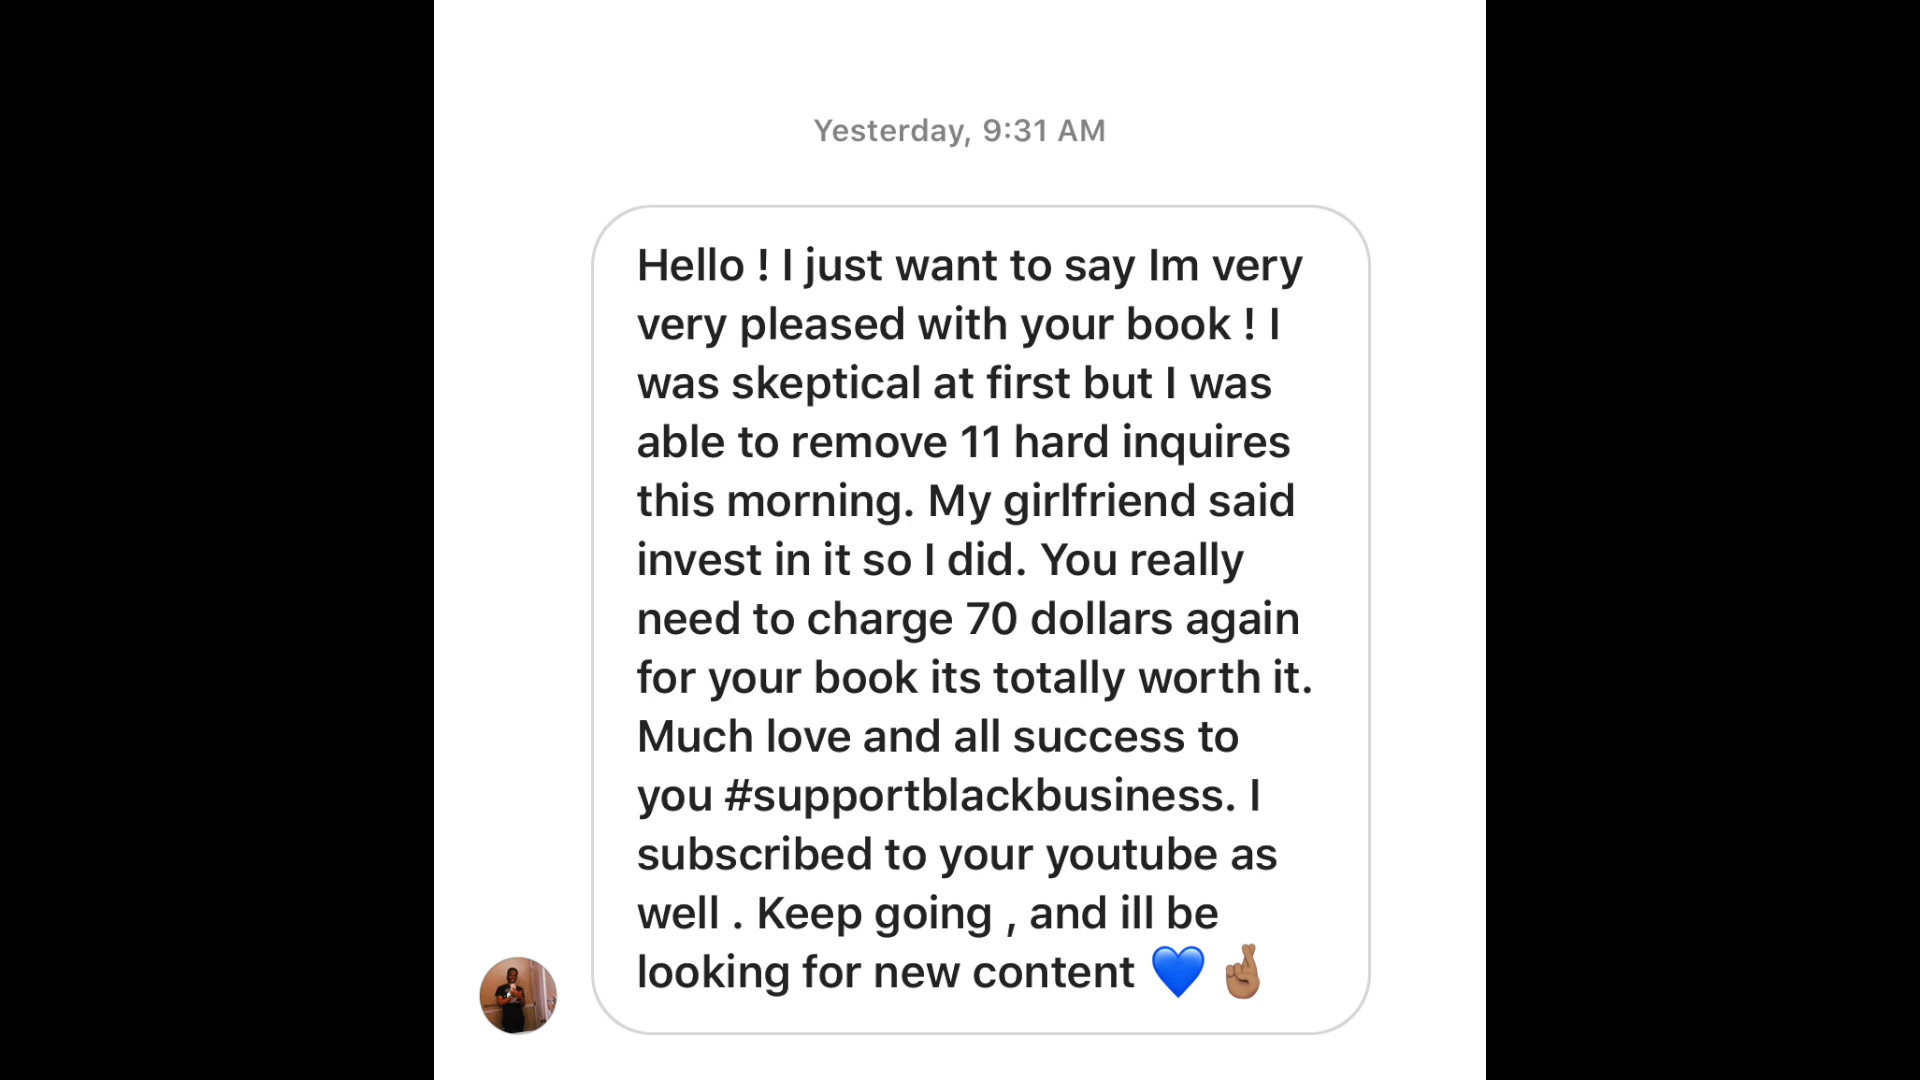 Yesterday, 9:31 AM
Hello ! I just want to say Im very
very pleased with your book ! I
was skeptical at first but I was
able to remove 11 hard inquires
this morning. My girlfriend said
invest in it so I did. You really
need to charge 70 dollars again
for your book its totally worth it.
Much love and all success to
you #supportblackbusiness. I
subscribed to your youtube as
well . Keep going , and ill be
looking for new content 💙 🤞🏽